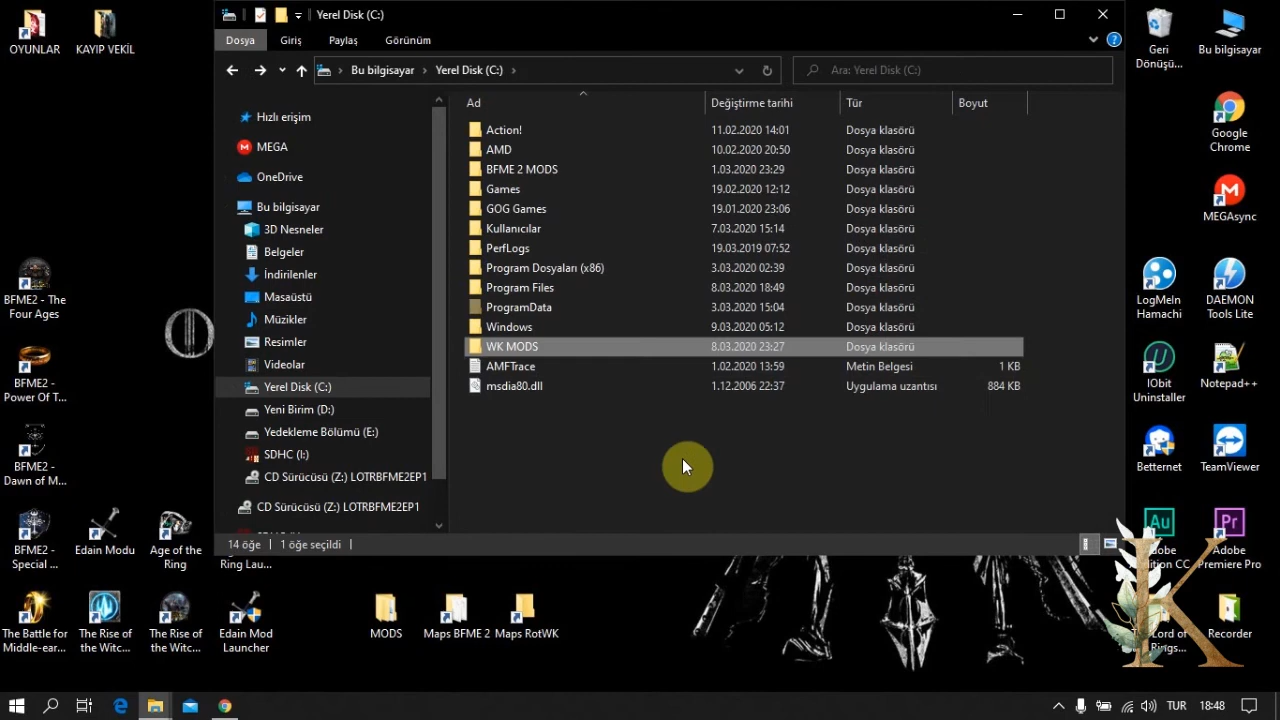 OYUNLAR
KAYIP VEKİL
Yerel Disk (C:)
Dosya
Giriş
Paylaş
Görünüm
Bu bilgisayar
Yerel Disk (C:)
Ara: Yerel Disk (C:)
Hızlı erişim
MEGA
OneDrive
Bu bilgisayar
3D Nesneler
Belgeler
İndirilenler
Masaüstü
Müzikler
Resimler
Videolar
Yerel Disk (C:)
Yeni Birim (D:)
Yedekleme Bölümü (E:)
SDHC (I:)
CD Sürücüsü (Z:) LOTRBFME2EP1
CD Sürücüsü (Z:) LOTRBFME2EP1
Ad Değiştirme tarihi Tür Boyut
Action! 11.02.2020 14:01 Dosya klasörü
AMD 10.02.2020 20:50 Dosya klasörü
BFME 2 MODS 1.03.2020 23:29 Dosya klasörü
Games 19.02.2020 12:12 Dosya klasörü
GOG Games 19.01.2020 23:06 Dosya klasörü
Kullanıcılar 7.03.2020 15:14 Dosya klasörü
PerfLogs 19.03.2019 07:52 Dosya klasörü
Program Dosyaları (x86) 3.03.2020 02:39 Dosya klasörü
Program Files 8.03.2020 18:49 Dosya klasörü
ProgramData 3.03.2020 15:04 Dosya klasörü
Windows 9.03.2020 05:12 Dosya klasörü
WK MODS 8.03.2020 23:27 Dosya klasörü
AMFTrace 1.02.2020 13:59 Metin Belgesi 1 KB
msdia80.dll 1.12.2006 22:37 Uygulama uzantısı 884 KB
14 öğe
1 öğe seçildi
Geri
Dönüşü...
Bu bilgisayar
Google
Chrome
MEGAsync
LogMeIn
Hamachi
DAEMON
Tools Lite
IObit
Uninstaller
Notepad++
Betternet
TeamViewer
Au
Adobe
Audition CC
Pr
Adobe
Premiere Pro
Lord of
Rings...
Recorder
K
BFME2 - The
Four Ages
BFME2 -
Power Of T...
BFME2 -
Dawn of M...
BFME2 -
Special ...
Edain Modu
Age of the
Ring
Ring Lau...
The Battle for
Middle-ear...
The Rise of
the Witc...
The Rise of
the Witc...
Edain Mod
Launcher
MODS
Maps BFME 2
Maps RotWK
TUR
18:48